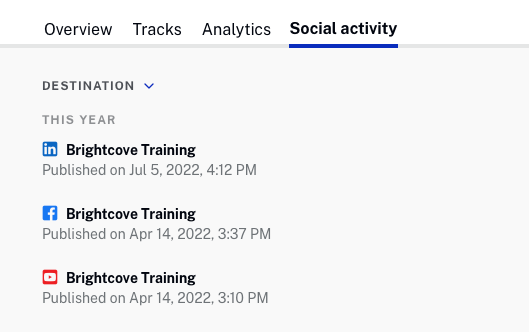 Overview Tracks Analytics Social activity
DESTINATION
THIS YEAR
Brightcove Training
Published on Jul 5, 2022, 4:12 PM
Brightcove Training
Published on Apr 14, 2022, 3:37 PM
Brightcove Training
Published on Apr 14, 2022, 3:10 PM